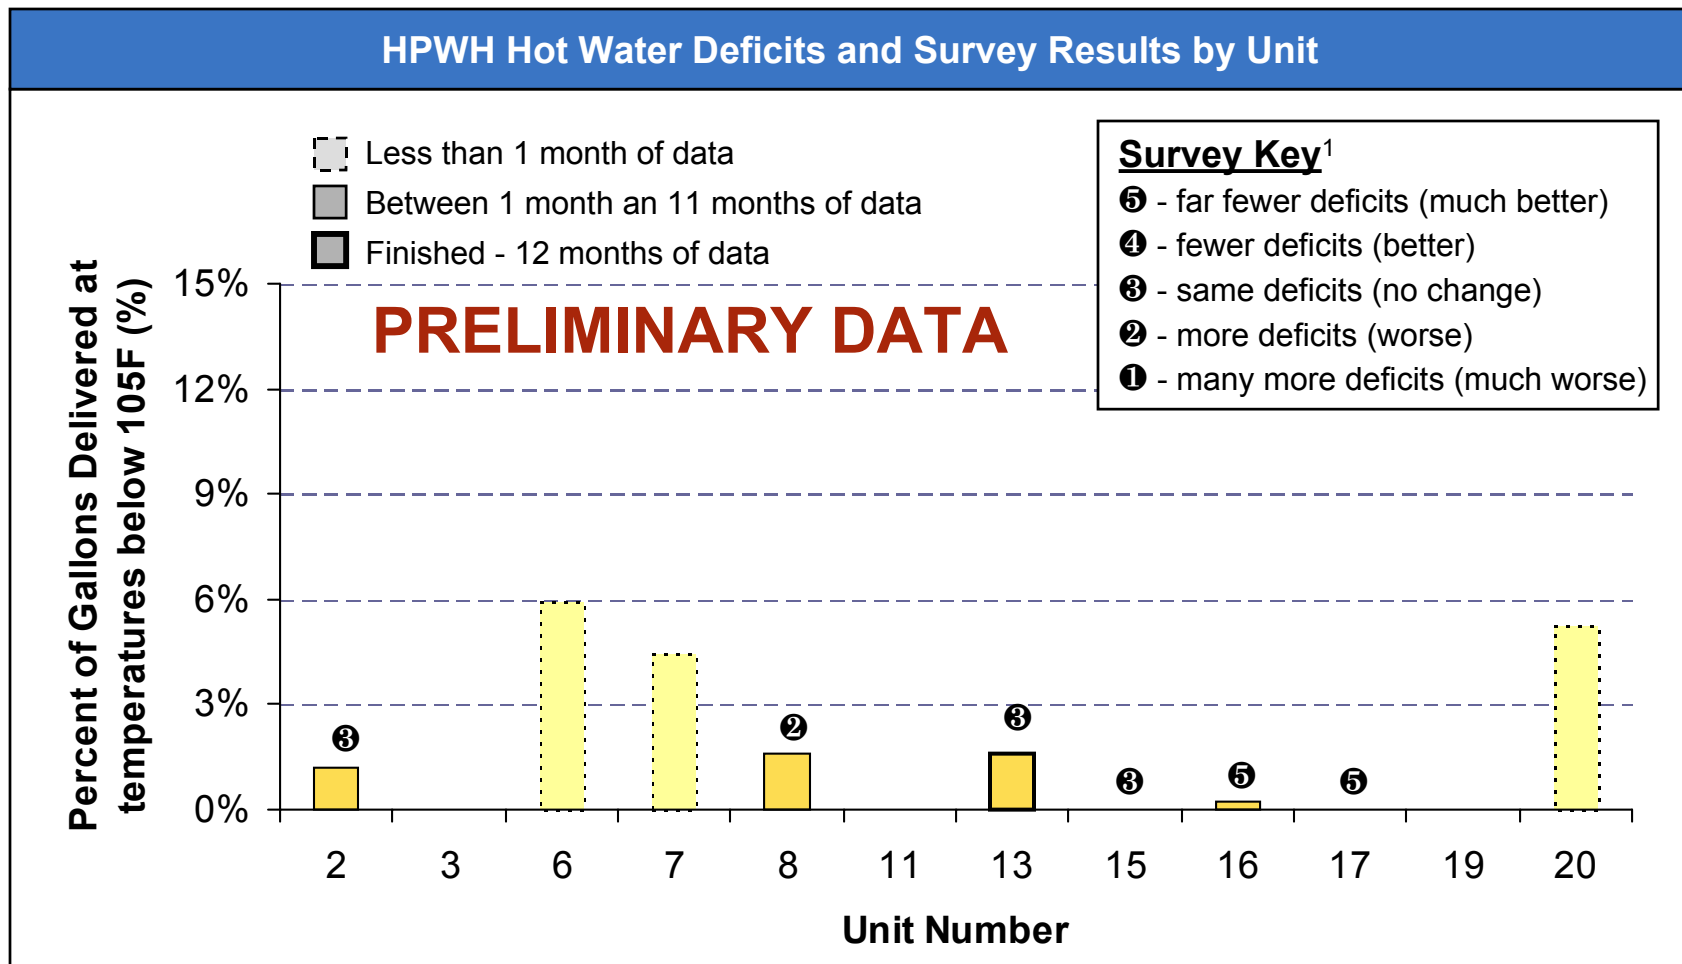 HPWH Hot Water Deficits and Survey Results by Unit
Less than 1 month of data
Between 1 month an 11 months of data
Finished - 12 months of data
Survey Key¹
❺ - far fewer deficits (much better)
❹ - fewer deficits (better)
❸ - same deficits (no change)
❷ - more deficits (worse)
❶ - many more deficits (much worse)
PRELIMINARY DATA
Percent of Gallons Delivered at
temperatures below 105F (%)
15%
12%
9%
6%
3%
0%
❸
❷
❸
❸
❺
❺
2 3 6 7 8 11 13 15 16 17 19 20
Unit Number